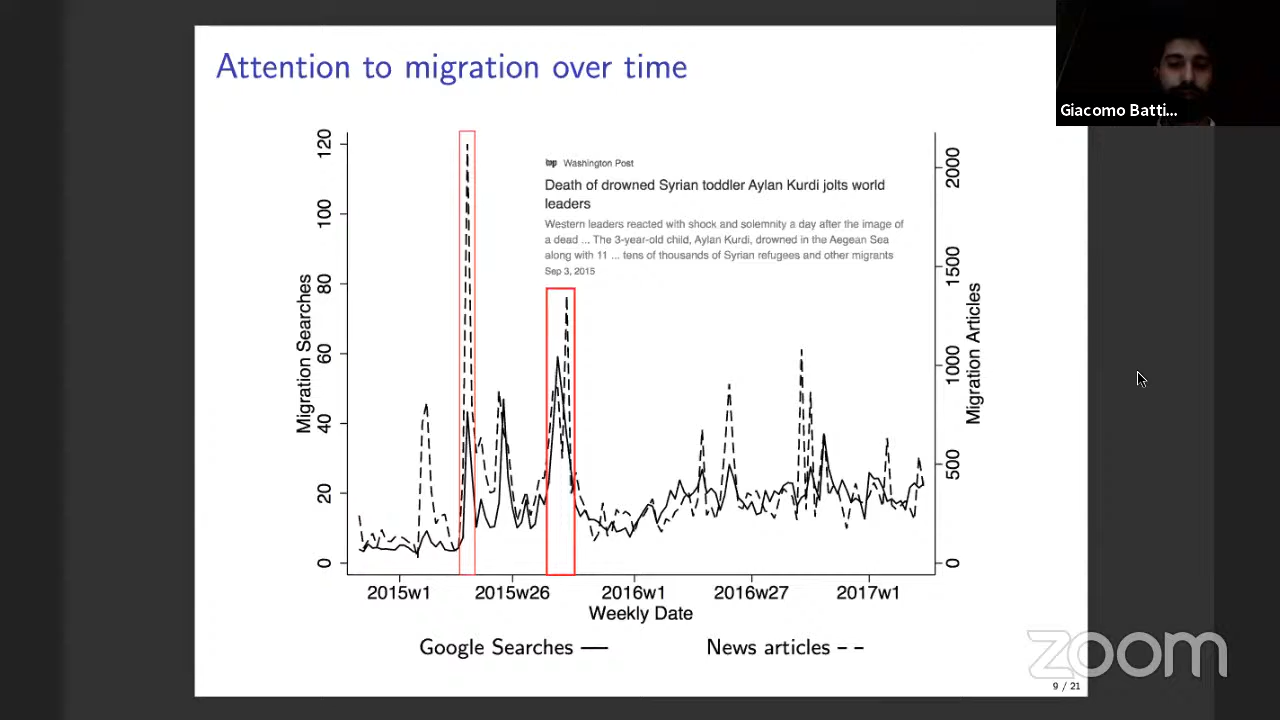 Attention to migration over time
Giacomo Batti...
Washington Post
Death of drowned Syrian toddler Aylan Kurdi jolts world
leaders
Western leaders reacted with shock and solemnity a day after the image of
a dead ... The 3-year-old child, Aylan Kurdi, drowned in the Aegean Sea
along with 11 ... tens of thousands of Syrian refugees and other migrants
Sep 3, 2015
Migration Searches
0
20
40
60
80
100
120
Migration Articles
0
500
1000
1500
2000
2015w1
2015w26
2016w1
2016w27
2017w1
Weekly Date
Google Searches
News articles
zoom
9 / 21